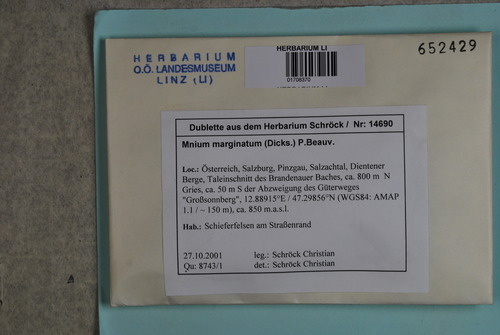 HERBARIUM
O.Ö. LANDESMUSEUM
LINZ (LI)
HERBARIUM LI
01708370
652429
Dublette aus dem Herbarium Schröck / Nr: 14690
Mnium marginatum (Dicks.) P.Beauv.
Loc.: Österreich, Salzburg, Pinzgau, Salzachtal, Dientener
Berge, Taleinschnitt des Brandenauer Baches, ca. 800 m N
Gries, ca. 50 m S der Abzweigung des Güterweges
"Großsonnberg", 12.88915°E / 47.29856°N (WGS84: AMAP
1.1 / ~ 150 m), ca. 850 m.a.s.l.
Hab.: Schieferfelsen am Straßenrand
27.10.2001 leg.: Schröck Christian
Qu: 8743/1 det.: Schröck Christian